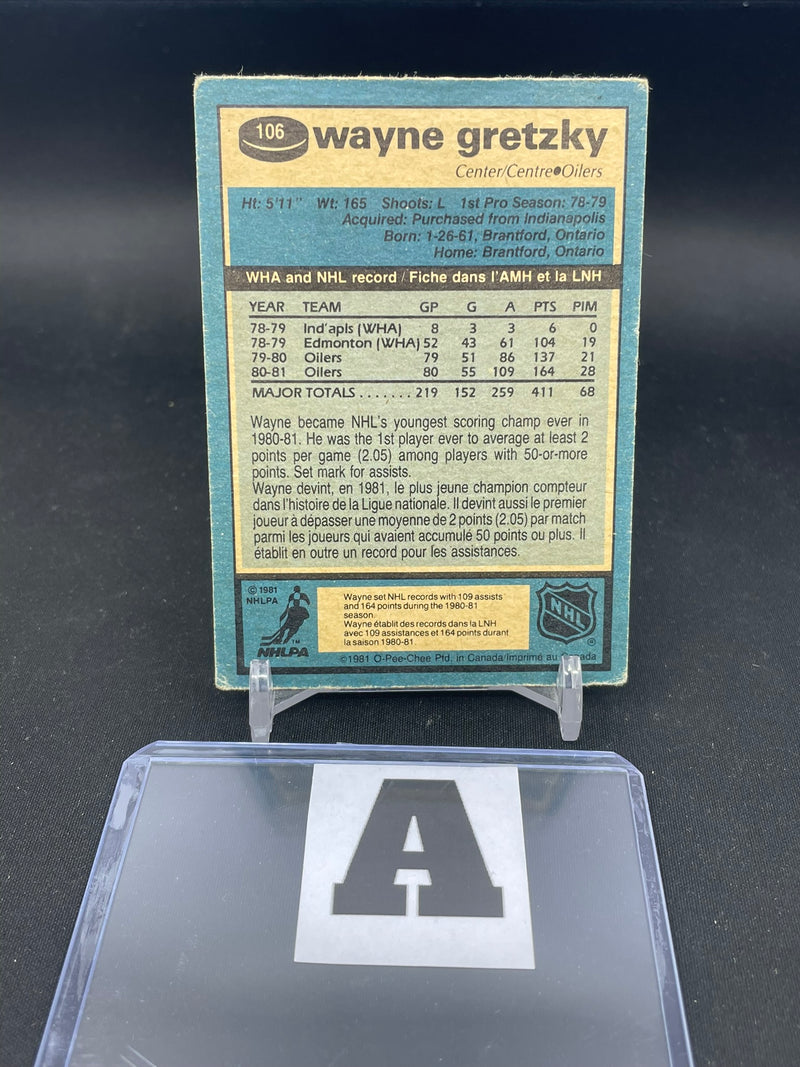 106 wayne gretzky
Center/Centre●Oilers
Ht: 5'11" Wt: 165 Shoots: L 1st Pro Season: 78-79
Acquired: Purchased from Indianapolis
Born: 1-26-61, Brantford, Ontario
Home: Brantford, Ontario
WHA and NHL record / Fiche dans l'AMH et la LNH
YEAR TEAM GP G A PTS PIM
78-79 Ind'apls (WHA) 8 3 3 6 0
78-79 Edmonton (WHA) 52 43 61 104 19
79-80 Oilers 79 51 86 137 21
80-81 Oilers 80 55 109 164 28
MAJOR TOTALS . . . . . . . 219 152 259 411 68
Wayne became NHL's youngest scoring champ ever in
1980-81. He was the 1st player ever to average at least 2
points per game (2.05) among players with 50-or-more
points. Set mark for assists.
Wayne devint, en 1981, le plus jeune champion compteur
dans l'histoire de la Ligue nationale. Il devint aussi le premier
joueur à dépasser une moyenne de 2 points (2.05) par match
parmi les joueurs qui avaient accumulé 50 points ou plus. Il
établit en outre un record pour les assistances.
© 1981
NHLPA
NHLPA
TM
Wayne set NHL records with 109 assists
and 164 points during the 1980-81
season.
Wayne établit des records dans la LNH
avec 109 assistances et 164 points durant
la saison 1980-81.
NHL
®
©1981 O-Pee-Chee Ptd. in Canada/Imprimé au Canada
A